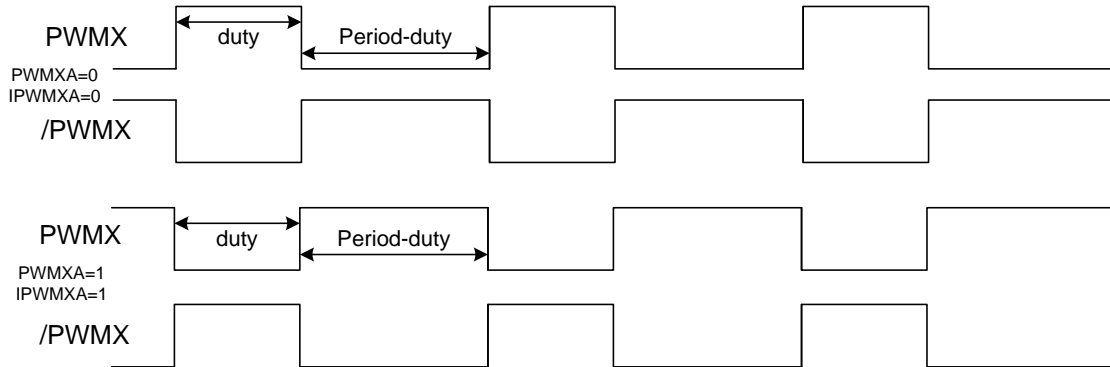 PWMX
duty
Period-duty
PWMXA=0
IPWMXA=0
/PWMX
PWMX
duty
Period-duty
PWMXA=1
IPWMXA=1
/PWMX